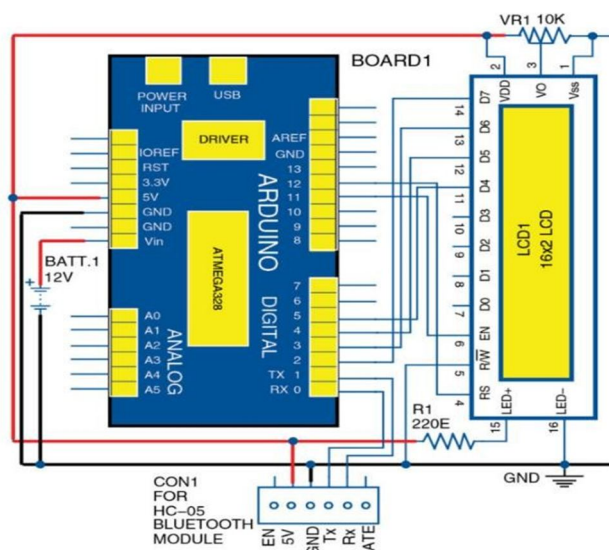 VR1 10K
BOARD1
POWER
INPUT
USB
DRIVER
IOREF
RST
3.3V
5V
GND
GND
Vin
AREF
GND
13
12
11
10
9
8
ARDUINO
ATMEGA328
DIGITAL
7
6
5
4
3
2
TX 1
RX 0
A0
A1
A2
A3
A4
A5
ANALOG
BATT.1
12V
2
3
1
VDD
VO
Vss
14
13
12
11
10
9
8
7
6
5
4
D7
D6
D5
D4
D3
D2
D1
D0
EN
R/W
RS
LCD1
16x2 LCD
LED+
LED–
15
16
R1
220E
GND
CON1
FOR
HC-05
BLUETOOTH
MODULE
EN
5V
GND
Tx
Rx